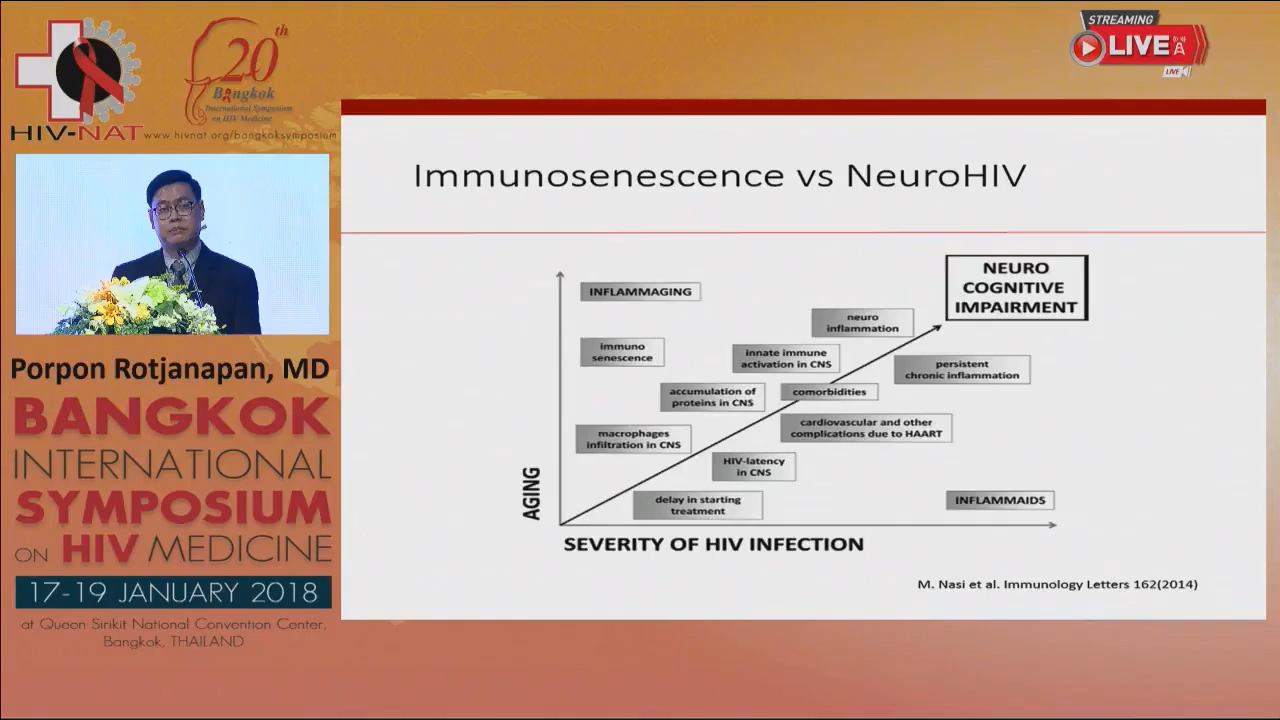 HIV-NAT
20th
Bangkok
International Symposium
on HIV Medicine
www.hivnat.org/bangkoksymposium
STREAMING
LIVE
LIVE
Porpon Rotjanapan, MD
BANGKOK
INTERNATIONAL
SYMPOSIUM
ON HIV MEDICINE
17-19 JANUARY 2018
at Queen Sirikit National Convention Center,
Bangkok, THAILAND
Immunosenescence vs NeuroHIV
NEURO
COGNITIVE
IMPAIRMENT
INFLAMMAGING
neuro
inflammation
immuno
senescence
innate immune
activation in CNS
persistent
chronic inflammation
accumulation of
proteins in CNS
comorbidities
cardiovascular and other
complications due to HAART
macrophages
infiltration in CNS
HIV-latency
in CNS
delay in starting
treatment
INFLAMMAIDS
AGING
SEVERITY OF HIV INFECTION
M. Nasi et al. Immunology Letters 162(2014)